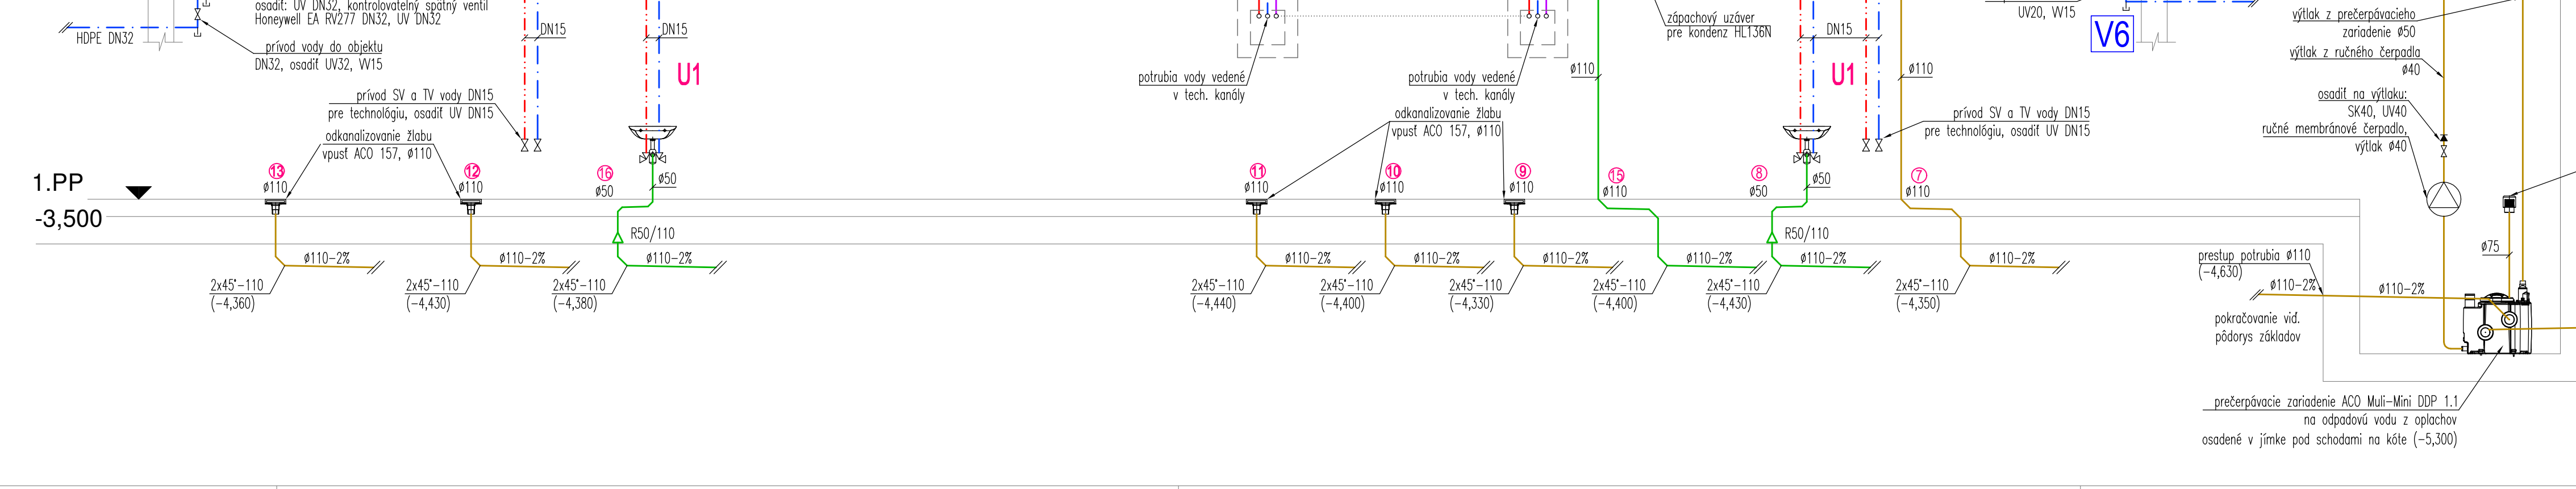 osadiť: UV DN32, kontrolovateľný spätný ventil
Honeywell EA RV277 DN32, UV DN32
HDPE DN32
prívod vody do objektu
DN32, osadiť UV32, VV15
DN15
DN15
U1
prívod SV a TV vody DN15
pre technológiu, osadiť UV DN15
odkanalizovanie žlabu
vpusť ACO 157, ø110
1.PP
-3,500
13
ø110
12
ø110
16
ø50
ø50
R50/110
ø110-2%
ø110-2%
ø110-2%
2x45°-110
(-4,360)
2x45°-110
(-4,430)
2x45°-110
(-4,380)
potrubia vody vedené
v tech. kanály
potrubia vody vedené
v tech. kanály
odkanalizovanie žlabu
vpusť ACO 157, ø110
zápachový uzáver
pre kondenz HL136N
ø110
DN15
U1
ø110
prívod SV a TV vody DN15
pre technológiu, osadiť UV DN15
11
ø110
10
ø110
9
ø110
15
ø110
8
ø50
ø50
7
ø110
R50/110
ø110-2%
ø110-2%
ø110-2%
ø110-2%
ø110-2%
ø110-2%
2x45°-110
(-4,440)
2x45°-110
(-4,400)
2x45°-110
(-4,330)
2x45°-110
(-4,400)
2x45°-110
(-4,430)
2x45°-110
(-4,350)
UV20, VV15
V6
výtlak z prečerpávacieho
zariadenie ø50
výtlak z ručného čerpadla
ø40
osadiť na výtlaku:
SK40, UV40
ručné membránové čerpadlo,
výtlak ø40
ø75
prestup potrubia ø110
(-4,630)
ø110-2%
ø110-2%
pokračovanie viď.
pôdorys základov
prečerpávacie zariadenie ACO Muli-Mini DDP 1.1
na odpadovú vodu z oplachov
osadené v jímke pod schodami na kóte (-5,300)